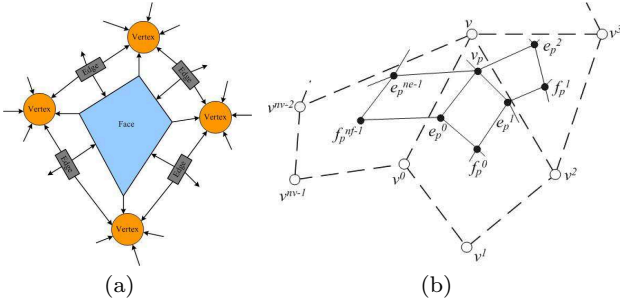 Vertex
Edge
Edge
Vertex
Face
Vertex
Edge
Edge
Vertex
(a)
v
e_p^2
v^3
v_p
e_p^{ne-1}
f_p^1
v^{nv-2}
e_p^1
f_p^{nf-1}
e_p^0
f_p^0
v^0
v^2
v^{nv-1}
v^1
(b)